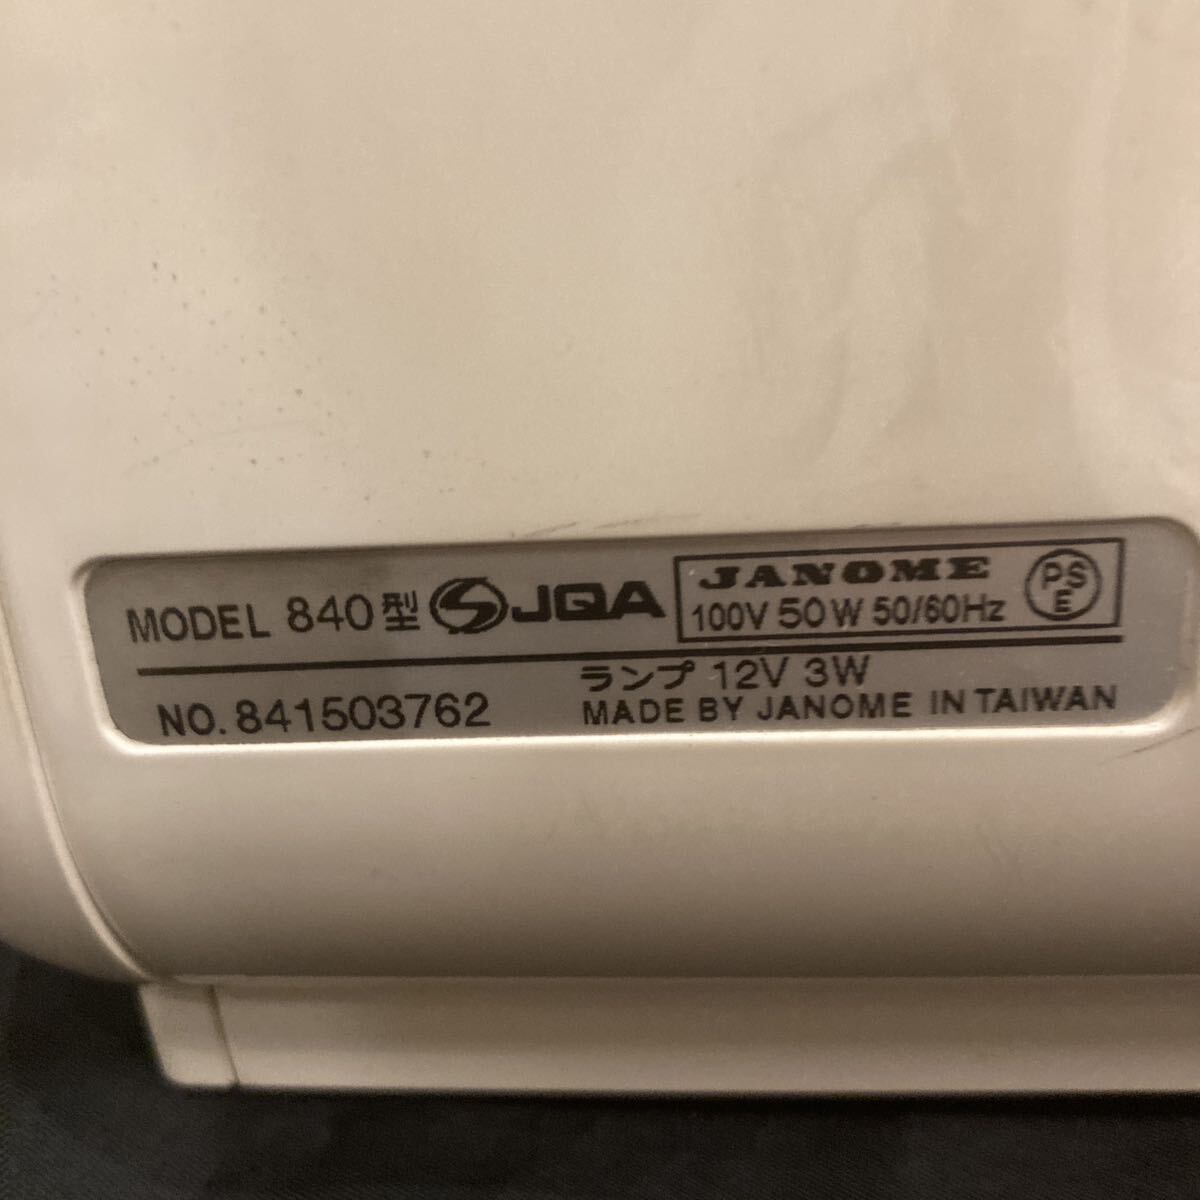 MODEL 840型 JQA
JANOME
100V 50W 50/60Hz
PSE
ランプ 12V 3W
NO.841503762
MADE BY JANOME IN TAIWAN